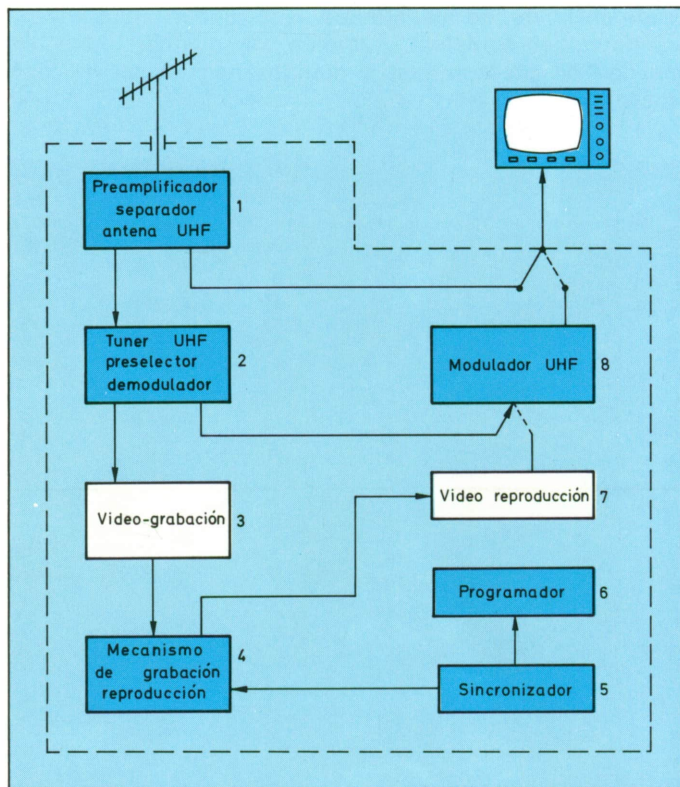 Preamplificador
separador
antena UHF
1
Tuner UHF
preselector
demodulador
2
Modulador UHF
8
Video-grabación
3
Video reproducción
7
Programador
6
Mecanismo
de grabación
reproducción
4
Sincronizador
5